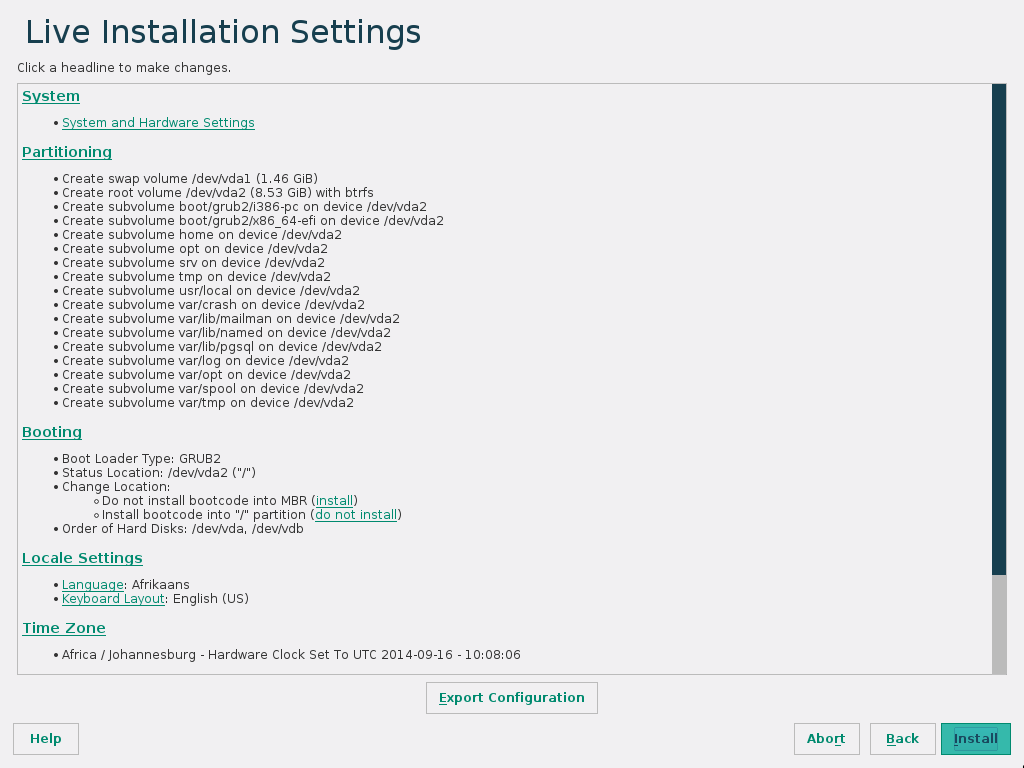 Live Installation Settings
Click a headline to make changes.
System
• System and Hardware Settings
Partitioning
• Create swap volume /dev/vda1 (1.46 GiB)
• Create root volume /dev/vda2 (8.53 GiB) with btrfs
• Create subvolume boot/grub2/i386-pc on device /dev/vda2
• Create subvolume boot/grub2/x86_64-efi on device /dev/vda2
• Create subvolume home on device /dev/vda2
• Create subvolume opt on device /dev/vda2
• Create subvolume srv on device /dev/vda2
• Create subvolume tmp on device /dev/vda2
• Create subvolume usr/local on device /dev/vda2
• Create subvolume var/crash on device /dev/vda2
• Create subvolume var/lib/mailman on device /dev/vda2
• Create subvolume var/lib/named on device /dev/vda2
• Create subvolume var/lib/pgsql on device /dev/vda2
• Create subvolume var/log on device /dev/vda2
• Create subvolume var/opt on device /dev/vda2
• Create subvolume var/spool on device /dev/vda2
• Create subvolume var/tmp on device /dev/vda2
Booting
• Boot Loader Type: GRUB2
• Status Location: /dev/vda2 ("/")
• Change Location:
◦ Do not install bootcode into MBR (install)
◦ Install bootcode into "/" partition (do not install)
• Order of Hard Disks: /dev/vda, /dev/vdb
Locale Settings
• Language: Afrikaans
• Keyboard Layout: English (US)
Time Zone
• Africa / Johannesburg - Hardware Clock Set To UTC 2014-09-16 - 10:08:06
Export Configuration
Help Abort Back Install